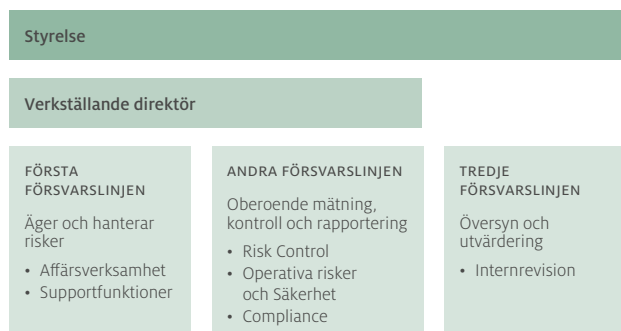 Styrelse
Verkställande direktör
FÖRSTA
FÖRSVARSLINJEN
Äger och hanterar
risker
• Affärsverksamhet
• Supportfunktioner
ANDRA FÖRSVARSLINJEN
Oberoende mätning,
kontroll och rapportering
• Risk Control
• Operativa risker
och Säkerhet
• Compliance
TREDJE
FÖRSVARSLINJEN
Översyn och
utvärdering
• Internrevision